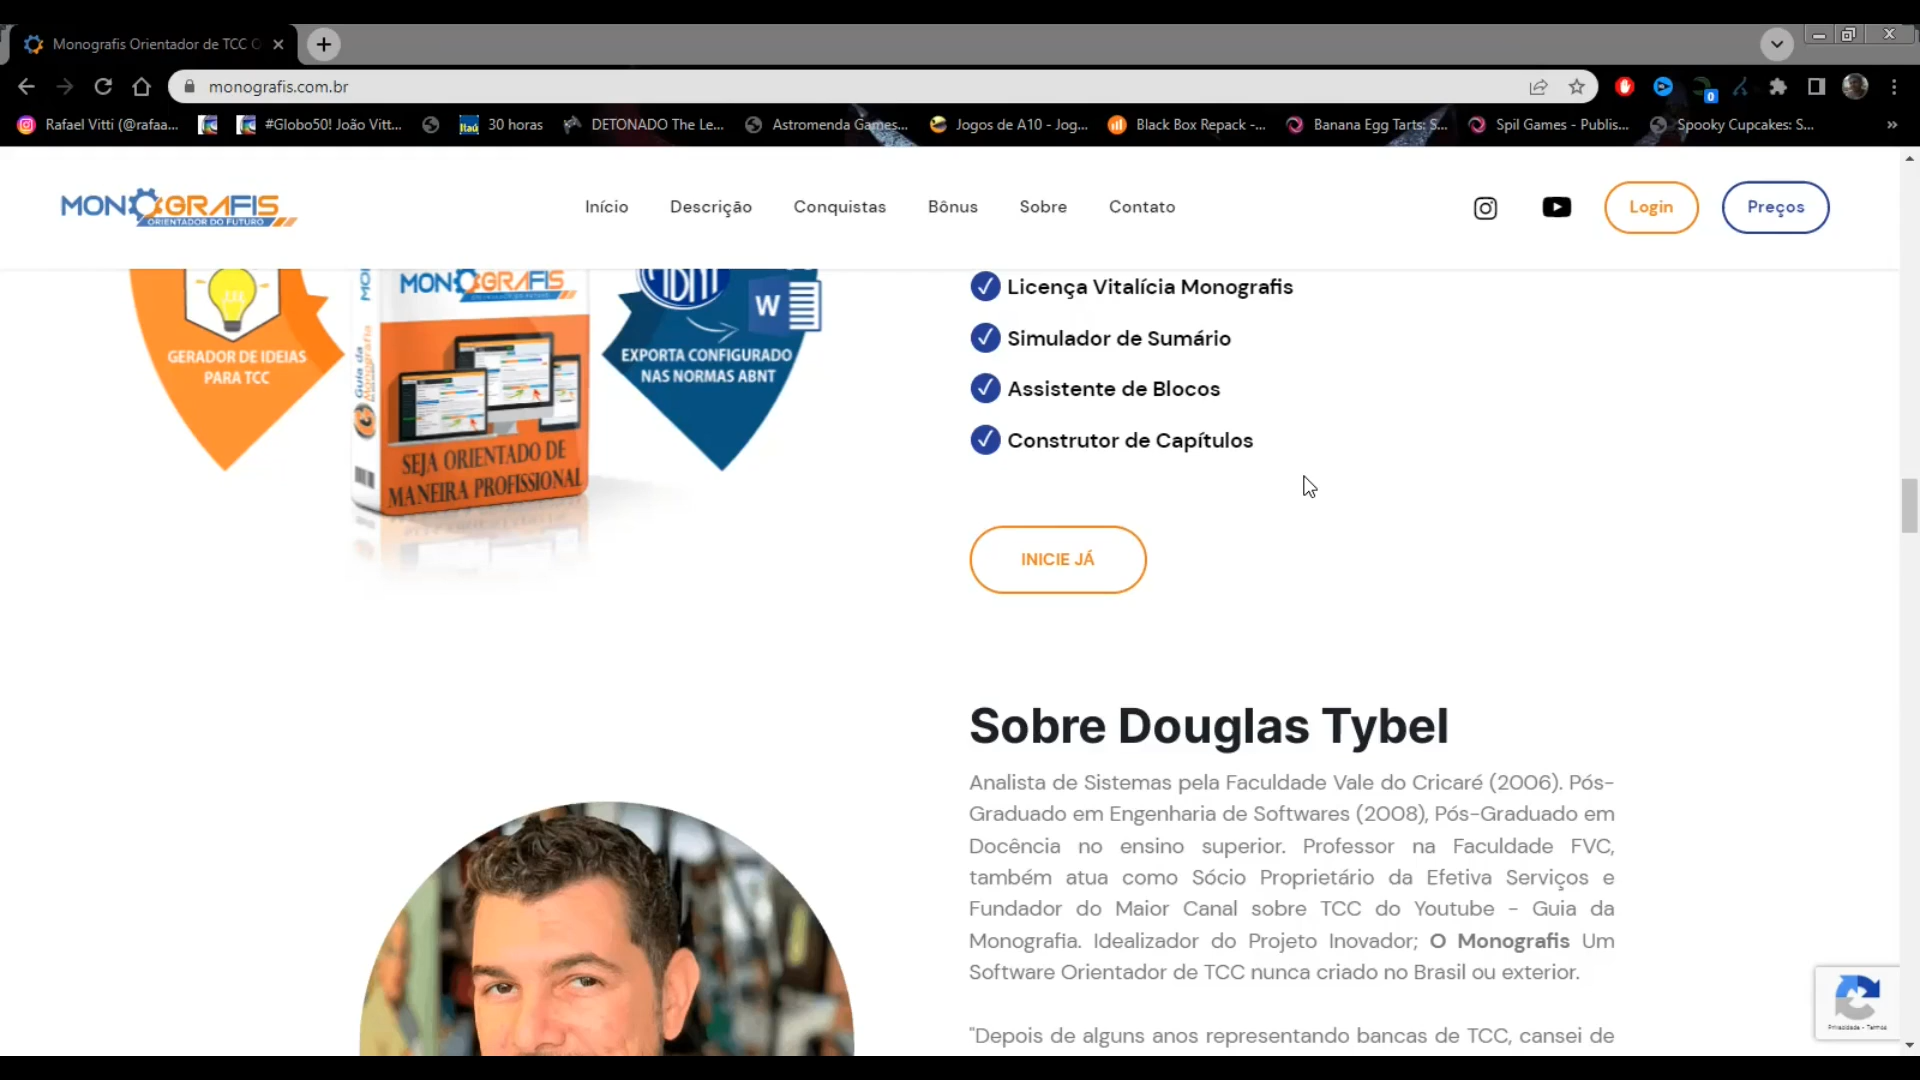 Monografis Orientador de TCC O
monografis.com.br
0
Rafael Vitti (@rafaa...
#Globo50! João Vitt...
Itaú
30 horas
DETONADO The Le...
Astromenda Games...
Jogos de A10 - Jog...
Black Box Repack -...
Banana Egg Tarts: S...
Spil Games - Publis...
Spooky Cupcakes: S...
»
MONOGRAFIS
ORIENTADOR DO FUTURO
Início
Descrição
Conquistas
Bônus
Sobre
Contato
Login
Preços
GERADOR DE IDEIAS
PARA TCC
MONOGRAFIS
Guia da
Monografia
SEJA ORIENTADO DE
MANEIRA PROFISSIONAL
W
EXPORTA CONFIGURADO
NAS NORMAS ABNT
Licença Vitalícia Monografis
Simulador de Sumário
Assistente de Blocos
Construtor de Capítulos
INICIE JÁ
Sobre Douglas Tybel
Analista de Sistemas pela Faculdade Vale do Cricaré (2006). Pós-
Graduado em Engenharia de Softwares (2008), Pós-Graduado em
Docência no ensino superior. Professor na Faculdade FVC,
também atua como Sócio Proprietário da Efetiva Serviços e
Fundador do Maior Canal sobre TCC do Youtube - Guia da
Monografia. Idealizador do Projeto Inovador; O Monografis Um
Software Orientador de TCC nunca criado no Brasil ou exterior.
"Depois de alguns anos representando bancas de TCC, cansei de
Privacidade - Termos